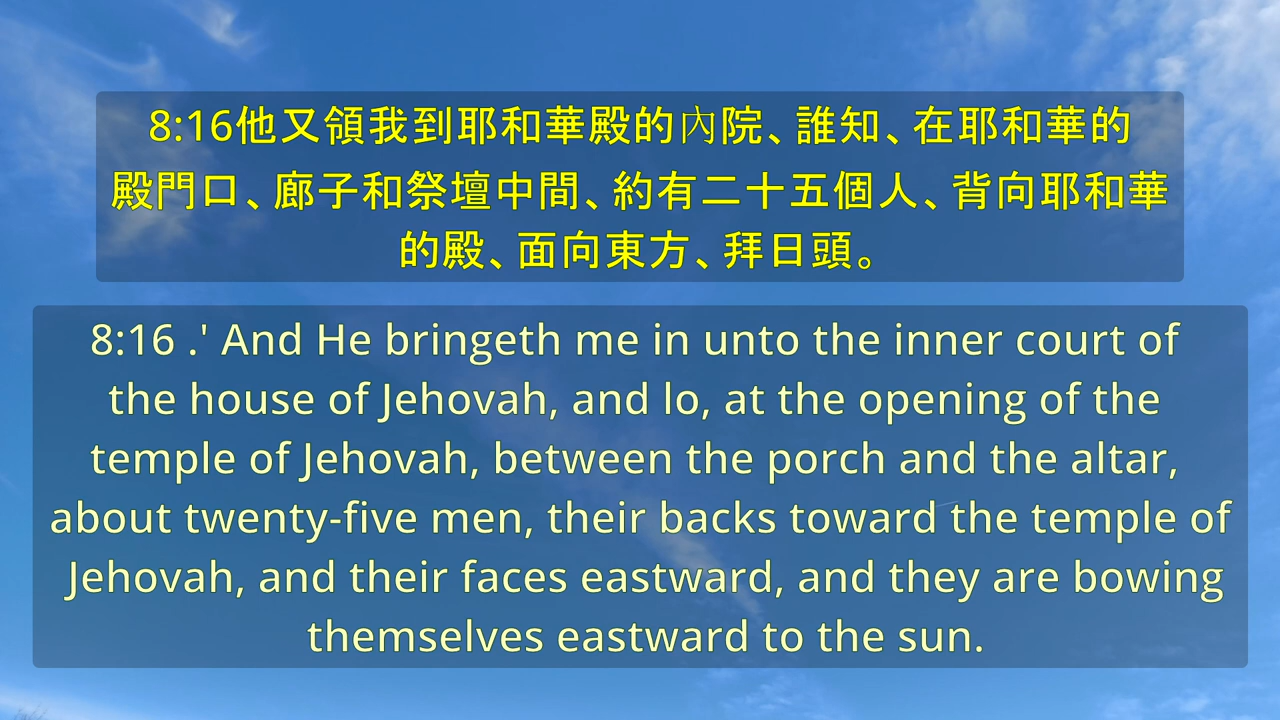 8:16他又領我到耶和華殿的內院、誰知、在耶和華的
殿門口、廊子和祭壇中間、約有二十五個人、背向耶和華
的殿、面向東方、拜日頭。
8:16 .' And He bringeth me in unto the inner court of
the house of Jehovah, and lo, at the opening of the
temple of Jehovah, between the porch and the altar,
about twenty-five men, their backs toward the temple of
Jehovah, and their faces eastward, and they are bowing
themselves eastward to the sun.